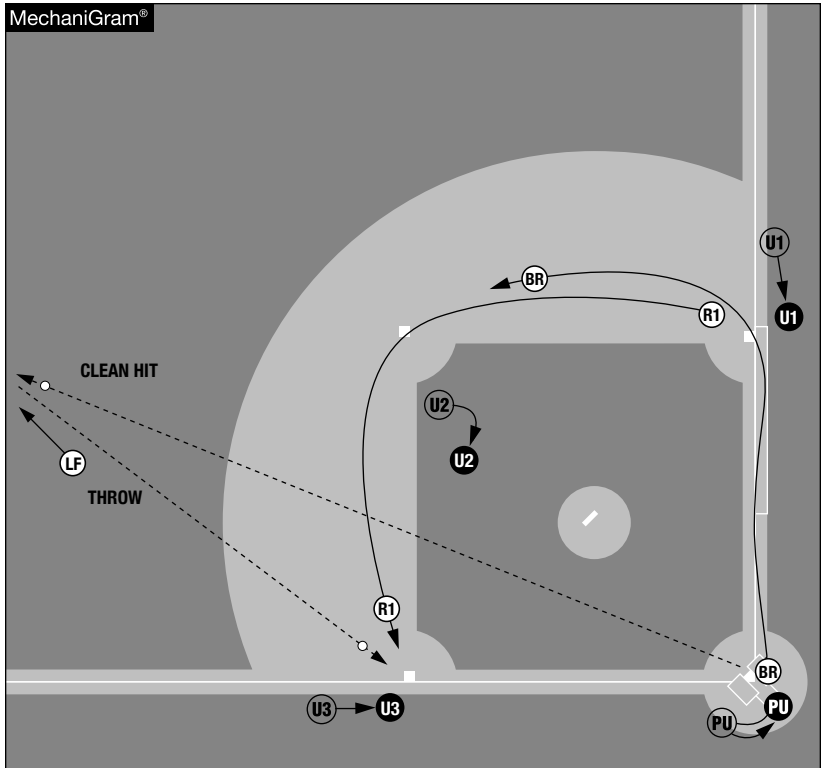 MechaniGram®
U1
BR
R1
U1
CLEAN HIT
U2
LF
U2
THROW
R1
BR
U3
U3
PU
PU